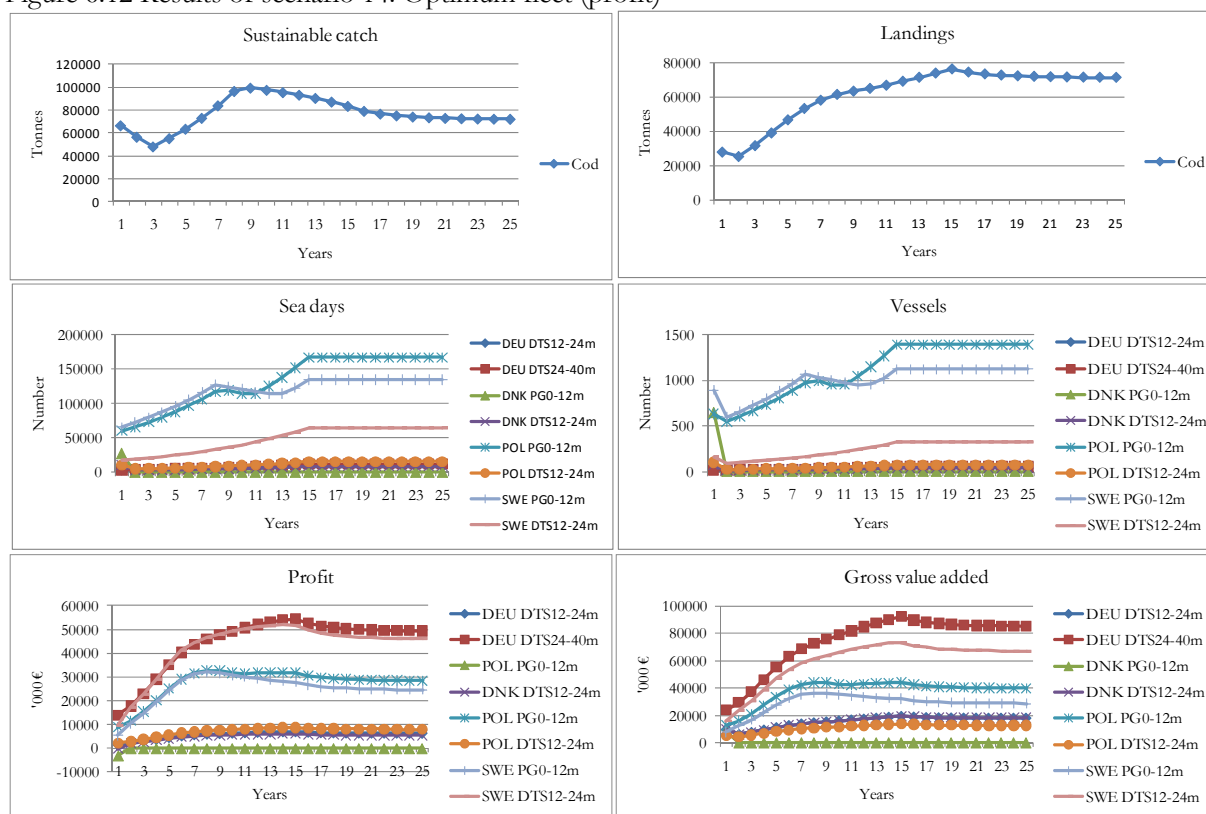 Figure 6.12 Results of scenario 14: Optimum fleet (profit)
Sustainable catch
120000
100000
80000
60000
40000
20000
0
Tonnes
1 3 5 7 9 11 13 15 17 19 21 23 25
Years
Cod
Landings
80000
60000
40000
20000
0
Tonnes
1 3 5 7 9 11 13 15 17 19 21 23 25
Years
Cod
Sea days
200000
150000
100000
50000
0
Number
1 3 5 7 9 11 13 15 17 19 21 23 25
Years
DEU DTS12-24m
DEU DTS24-40m
DNK PG0-12m
DNK DTS12-24m
POL PG0-12m
POL DTS12-24m
SWE PG0-12m
SWE DTS12-24m
Vessels
1500
1000
500
0
Number
1 3 5 7 9 11 13 15 17 19 21 23 25
Years
DEU DTS12-24m
DEU DTS24-40m
DNK PG0-12m
DNK DTS12-24m
POL PG0-12m
POL DTS12-24m
SWE PG0-12m
SWE DTS12-24m
Profit
60000
50000
40000
30000
20000
10000
0
-10000
'000 €
1 3 5 7 9 11 13 15 17 19 21 23 25
Years
DEU DTS12-24m
DEU DTS24-40m
POL PG0-12m
DNK DTS12-24m
POL PG0-12m
POL DTS12-24m
SWE PG0-12m
SWE DTS12-24m
Gross value added
100000
80000
60000
40000
20000
0
'000 €
1 3 5 7 9 11 13 15 17 19 21 23 25
Years
DEU DTS12-24m
DEU DTS24-40m
POL PG0-12m
DNK DTS12-24m
POL PG0-12m
POL DTS12-24m
SWE PG0-12m
SWE DTS12-24m